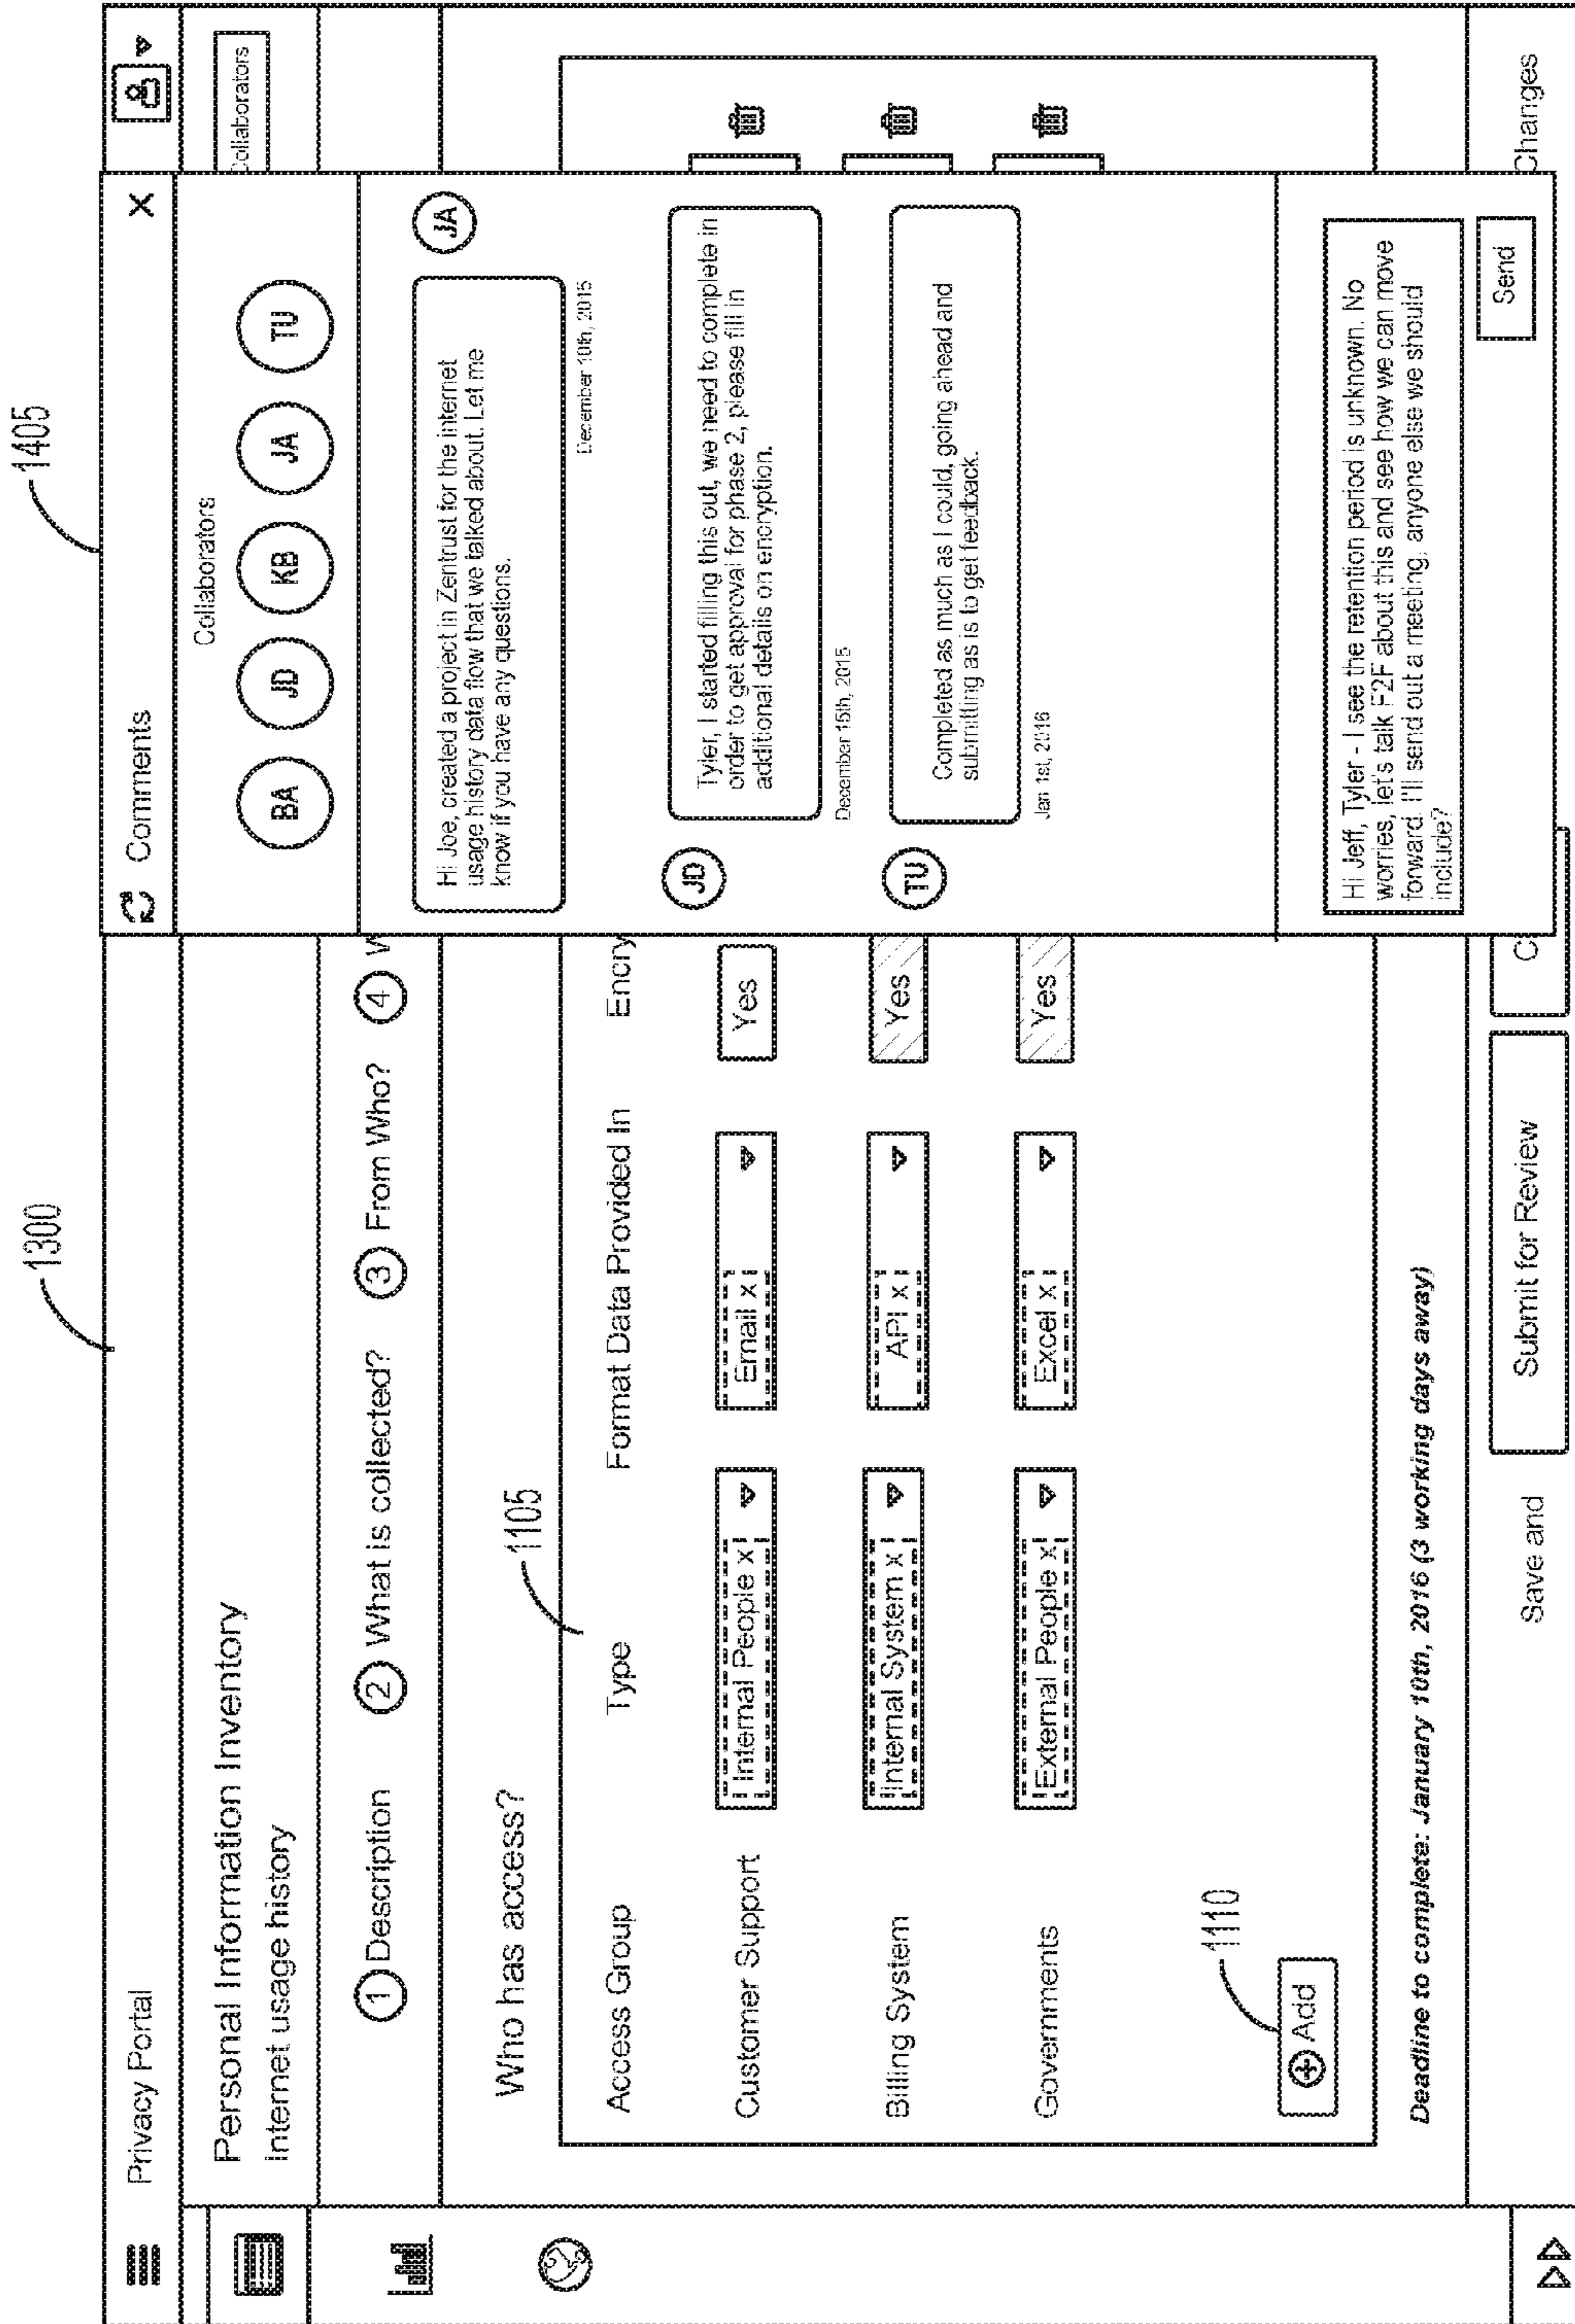 1300
1405
Privacy Portal
Comments X
Personal Information Inventory
Internet usage history
Collaborators
BA JD KB JA TU
ollaborators
1 Description 2 What is collected? 3 From Who? 4 W
Who has access?
1105
Access Group Type Format Data Provided In Encry
Customer Support Internal People x Email x Yes
Billing System Internal System x API x Yes
Governments External People x Excel x Yes
1110
Add
Deadline to complete: January 10th, 2016 (3 working days away)
Save and Submit for Review C Changes
Hi Joe, created a project in Zentrust for the internet
usage history data flow that we talked about. Let me
know if you have any questions.
JA
December 10th, 2015
JD
Tyler, I started filling this out, we need to complete in
order to get approval for phase 2, please fill in
additional details on encryption.
December 15th, 2015
TU
Completed as much as I could, going ahead and
submitting as is to get feedback.
Jan 1st, 2016
Hi Jeff, Tyler - I see the retention period is unknown. No
worries, let's talk F2F about this and see how we can move
forward. I'll send out a meeting, anyone else we should
include?
Send